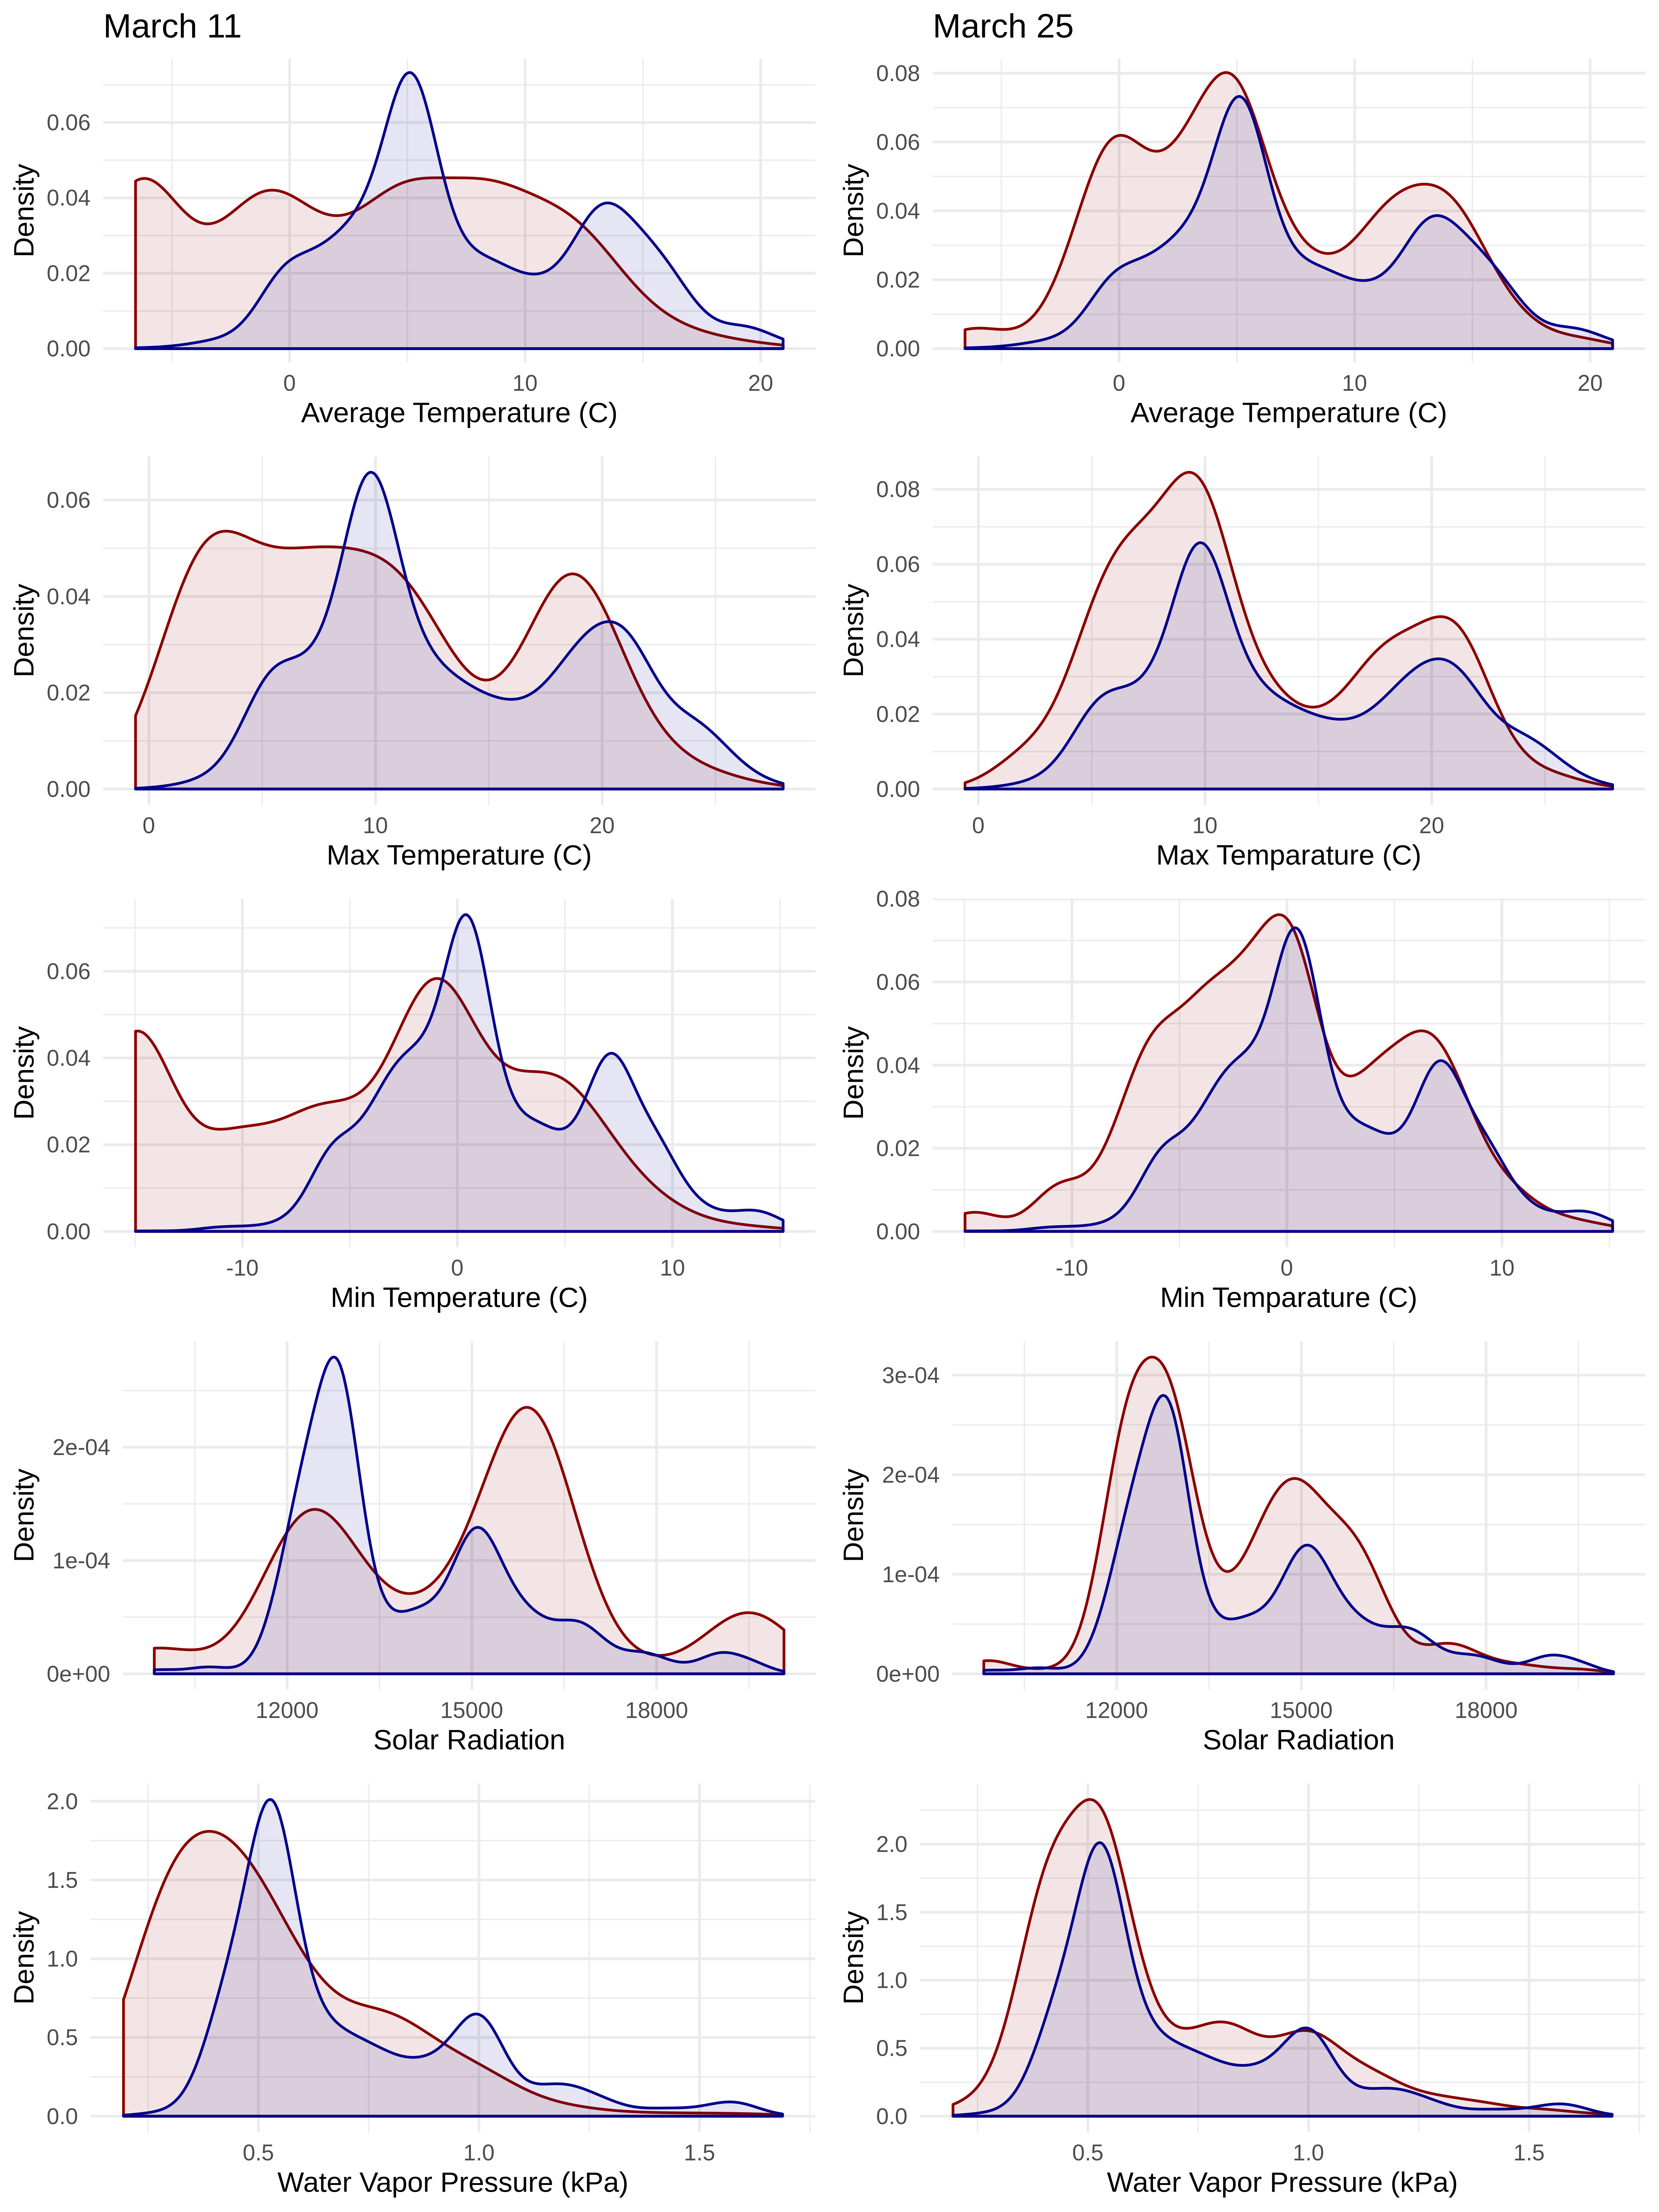 March 11
March 25
Density
0.06
0.04
0.02
0.00
0
10
20
Average Temperature (C)
Density
0.08
0.06
0.04
0.02
0.00
0
10
20
Average Temperature (C)
Density
0.06
0.04
0.02
0.00
0
10
20
Max Temperature (C)
Density
0.08
0.06
0.04
0.02
0.00
0
10
20
Max Temparature (C)
Density
0.06
0.04
0.02
0.00
-10
0
10
Min Temperature (C)
Density
0.08
0.06
0.04
0.02
0.00
-10
0
10
Min Temparature (C)
Density
2e-04
1e-04
0e+00
12000
15000
18000
Solar Radiation
Density
3e-04
2e-04
1e-04
0e+00
12000
15000
18000
Solar Radiation
Density
2.0
1.5
1.0
0.5
0.0
0.5
1.0
1.5
Water Vapor Pressure (kPa)
Density
2.0
1.5
1.0
0.5
0.0
0.5
1.0
1.5
Water Vapor Pressure (kPa)